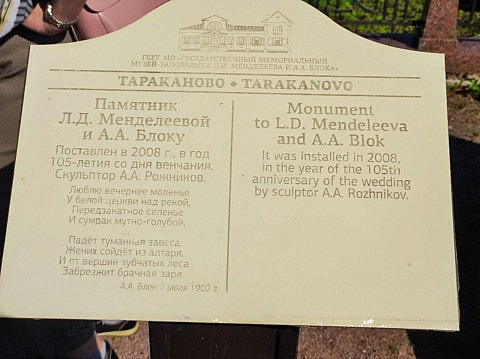 ГБУК МО «ГОСУДАРСТВЕННЫЙ МЕМОРИАЛЬНЫЙ
МУЗЕЙ-ЗАПОВЕДНИК Д.И. МЕНДЕЛЕЕВА И А.А. БЛОКА»
ТАРАКАНОВО ♦ TARAKANOVO
Памятник
Л.Д. Менделеевой
и А.А. Блоку
Поставлен в 2008 г., в год
105-летия со дня венчания.
Скульптор А.А. Рожников.
Люблю вечернее моленье
У белой церкви над рекой,
Передзакатное селенье
И сумрак мутно-голубой.
...
Падёт туманная завеса.
Жених сойдёт из алтаря.
И от вершин зубчатых леса
Забрезжит брачная заря.
А.А. Блок. 7 июля 1902 г.
Monument
to L.D. Mendeleeva
and A.A. Blok
It was installed in 2008,
in the year of the 105th
anniversary of the wedding
by sculptor A.A. Rozhnikov.